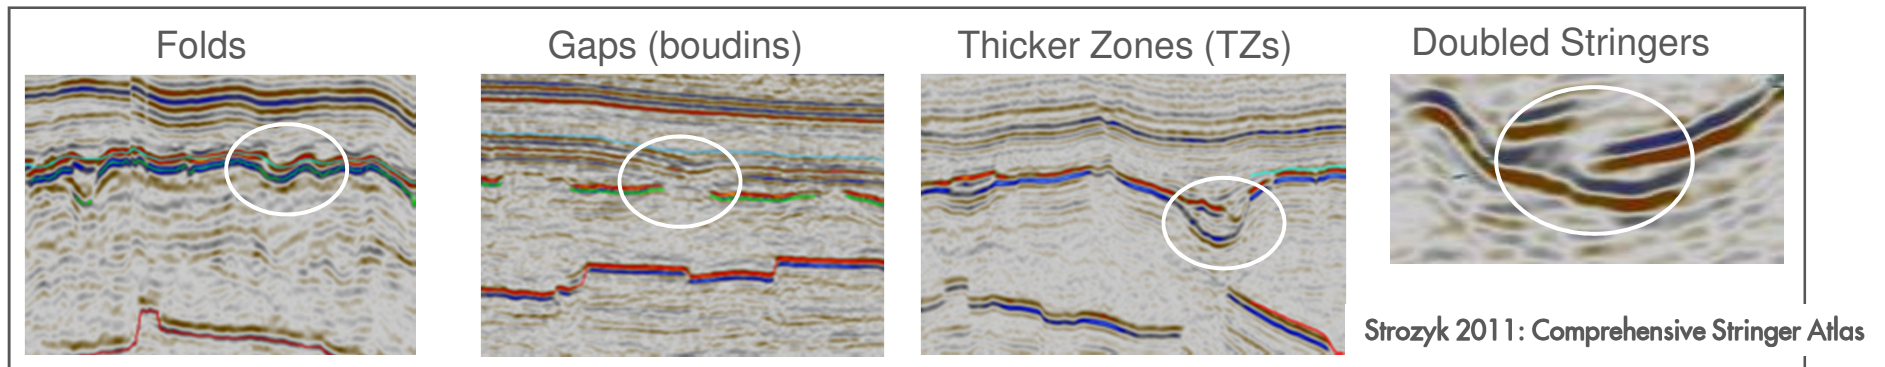 Folds
Gaps (boudins)
Thicker Zones (TZs)
Doubled Stringers
Strozyk 2011: Comprehensive Stringer Atlas